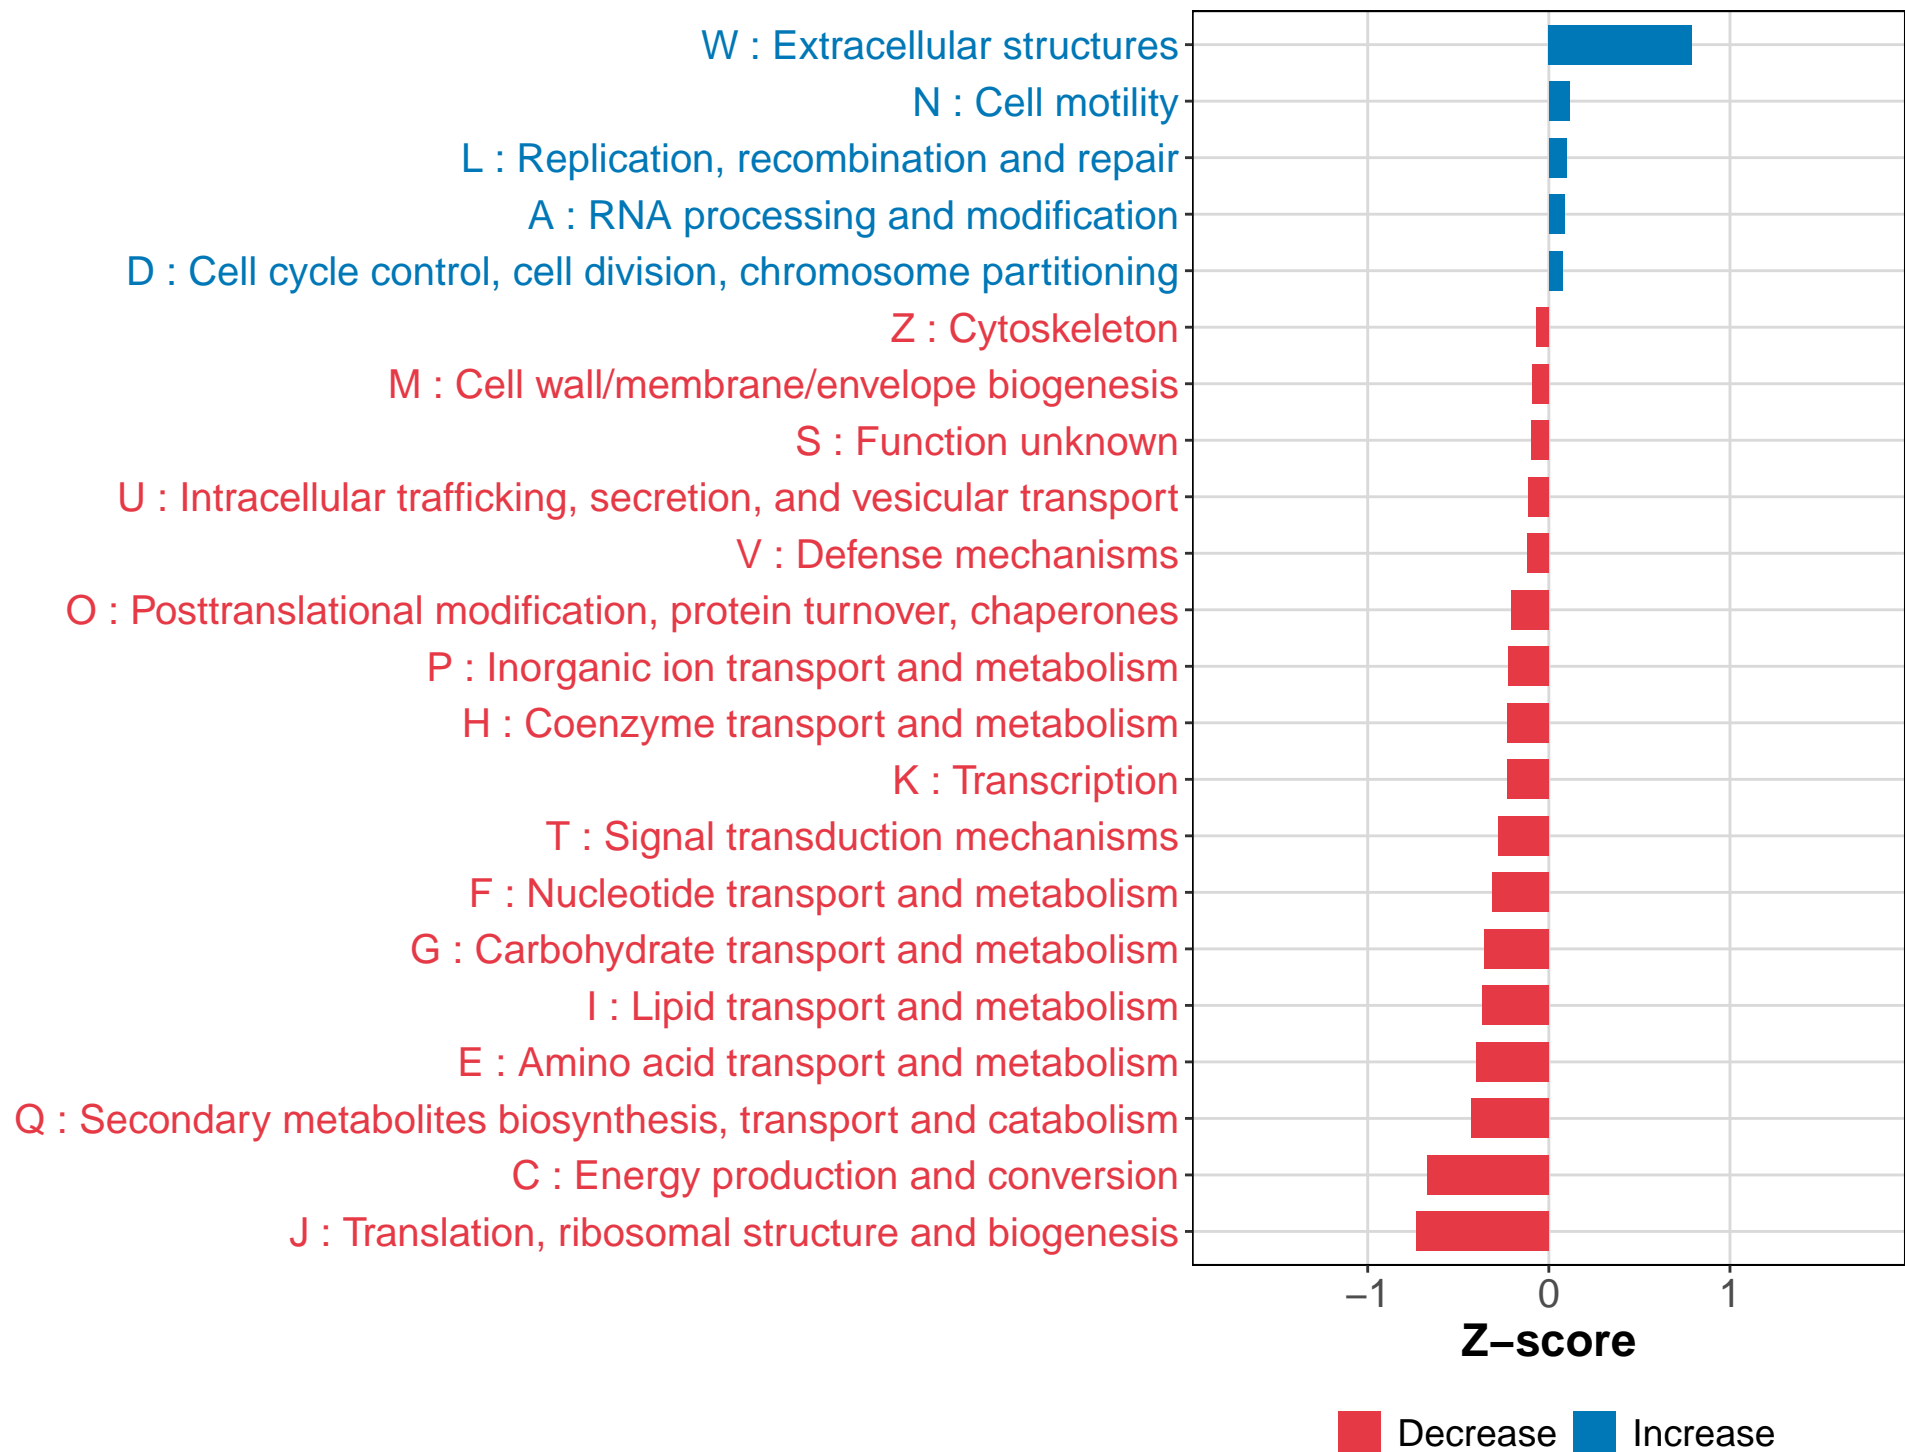 W : Extracellular structures
N : Cell motility
L : Replication, recombination and repair
A : RNA processing and modification
D : Cell cycle control, cell division, chromosome partitioning
Z : Cytoskeleton
M : Cell wall/membrane/envelope biogenesis
S : Function unknown
U : Intracellular trafficking, secretion, and vesicular transport
V : Defense mechanisms
O : Posttranslational modification, protein turnover, chaperones
P : Inorganic ion transport and metabolism
H : Coenzyme transport and metabolism
K : Transcription
T : Signal transduction mechanisms
F : Nucleotide transport and metabolism
G : Carbohydrate transport and metabolism
I : Lipid transport and metabolism
E : Amino acid transport and metabolism
Q : Secondary metabolites biosynthesis, transport and catabolism
C : Energy production and conversion
J : Translation, ribosomal structure and biogenesis
−1 0 1
Z−score
Decrease Increase